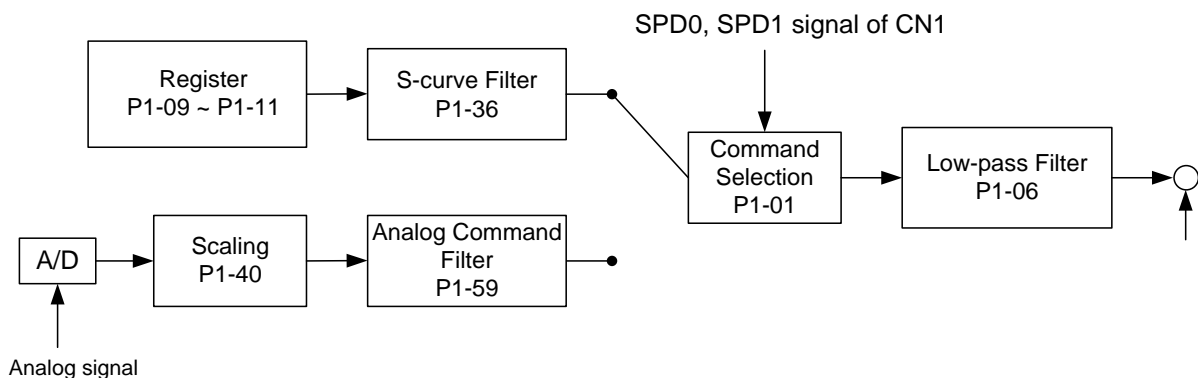 SPD0, SPD1 signal of CN1
Register
P1-09 ~ P1-11
S-curve Filter
P1-36
Command
Selection
P1-01
Low-pass Filter
P1-06
A/D
Scaling
P1-40
Analog Command
Filter
P1-59
Analog signal